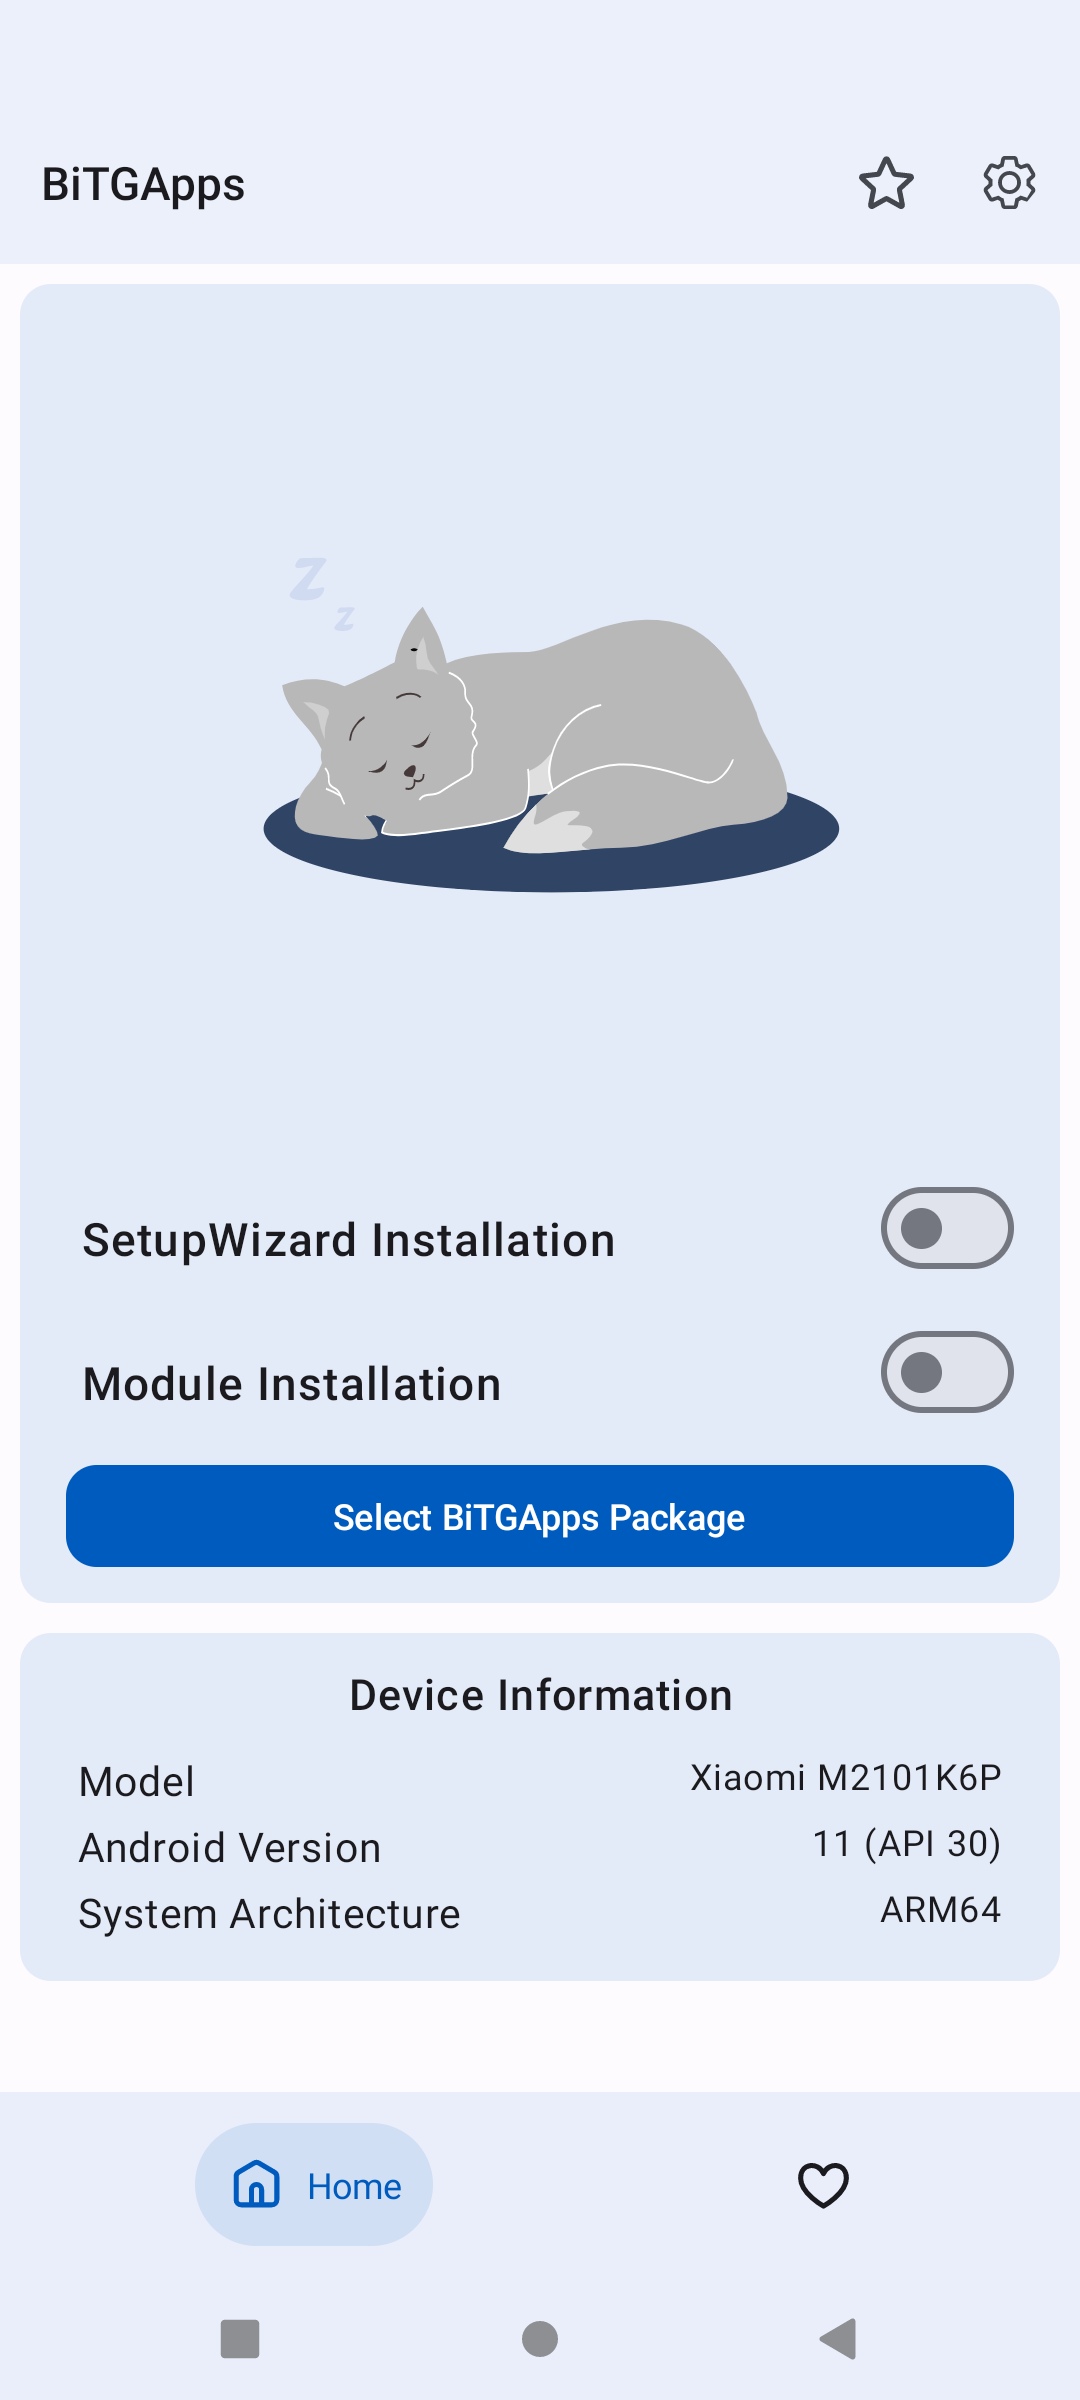 BiTGApps
Z
z
SetupWizard Installation
Module Installation
Select BiTGApps Package
Device Information
Model Xiaomi M2101K6P
Android Version 11 (API 30)
System Architecture ARM64
Home